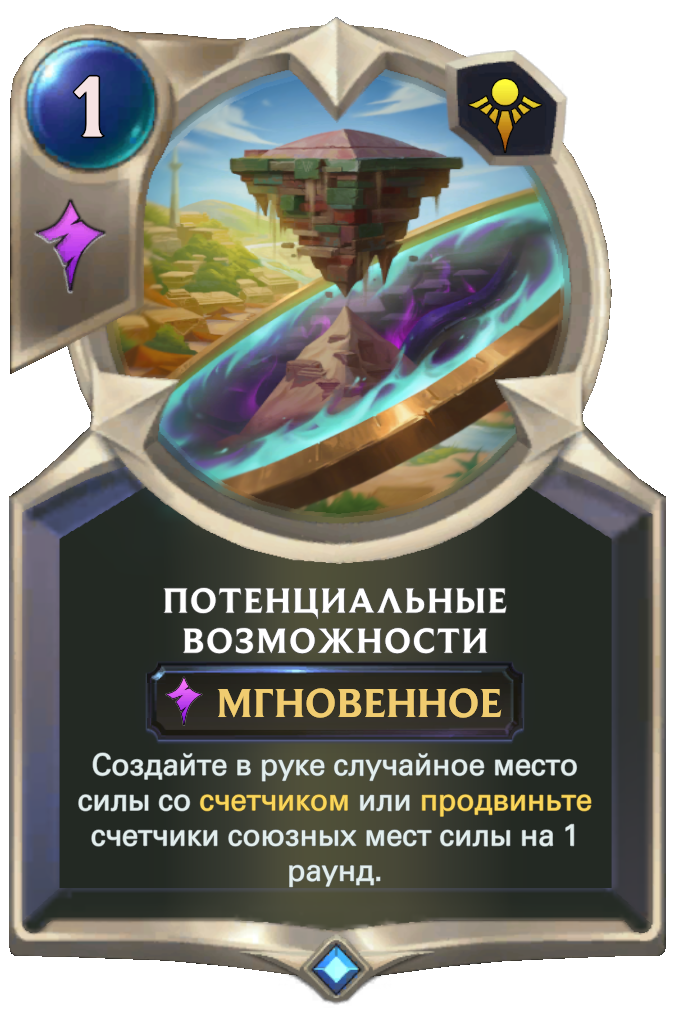 1
ПОТЕНЦИАЛЬНЫЕ
ВОЗМОЖНОСТИ
МГНОВЕННОЕ
Создайте в руке случайное место
силы со счетчиком или продвиньте
счетчики союзных мест силы на 1
раунд.